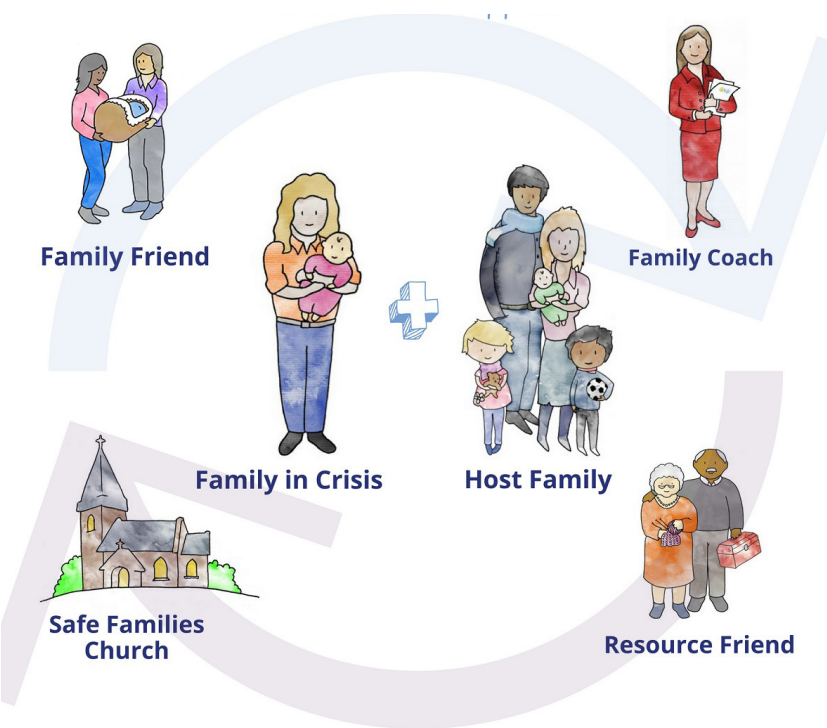 Family Friend
Family Coach
Family in Crisis
Host Family
Safe Families
Church
Resource Friend